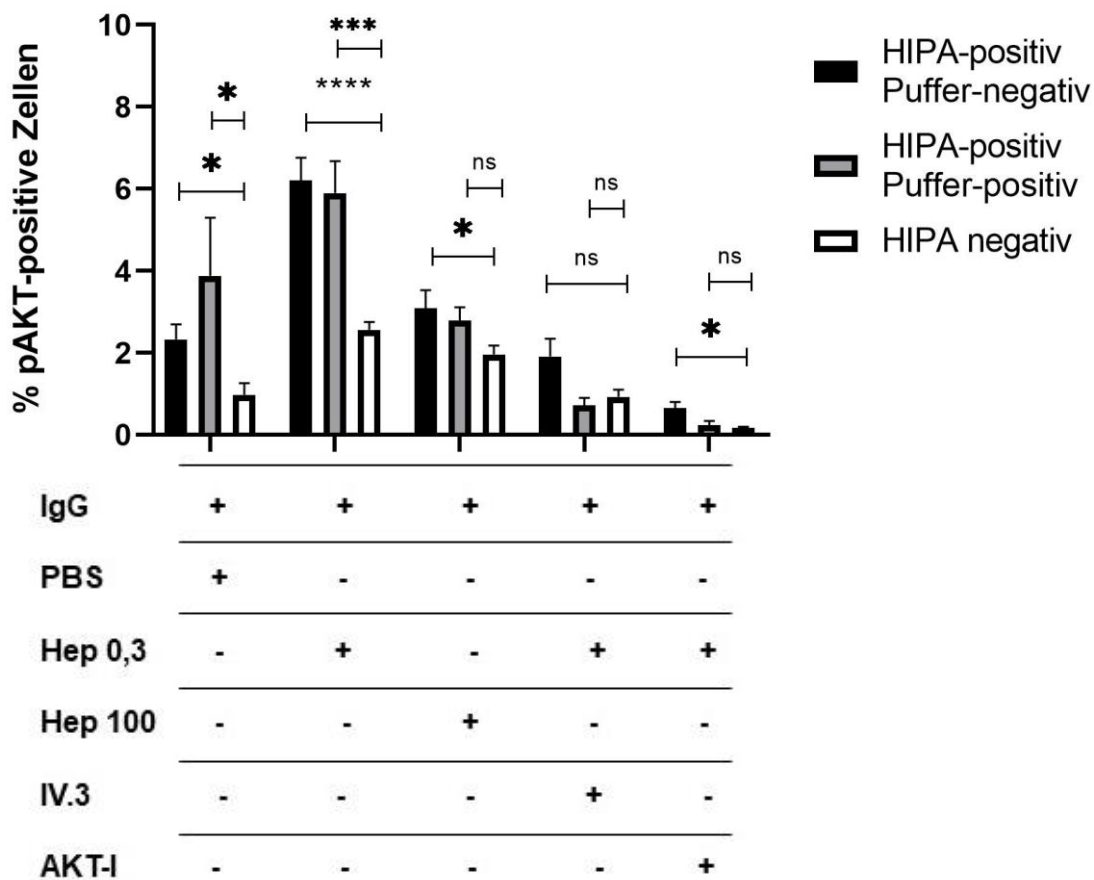 % pAKT-positive Zellen
10
8
6
4
2
0
*
*
***
****
ns
*
ns
ns
ns
*
HIPA-positiv
Puffer-negativ
HIPA-positiv
Puffer-positiv
HIPA negativ
IgG + + + + +
PBS + - - - -
Hep 0,3 - + - + +
Hep 100 - - + - -
IV.3 - - - + -
AKT-I - - - - +